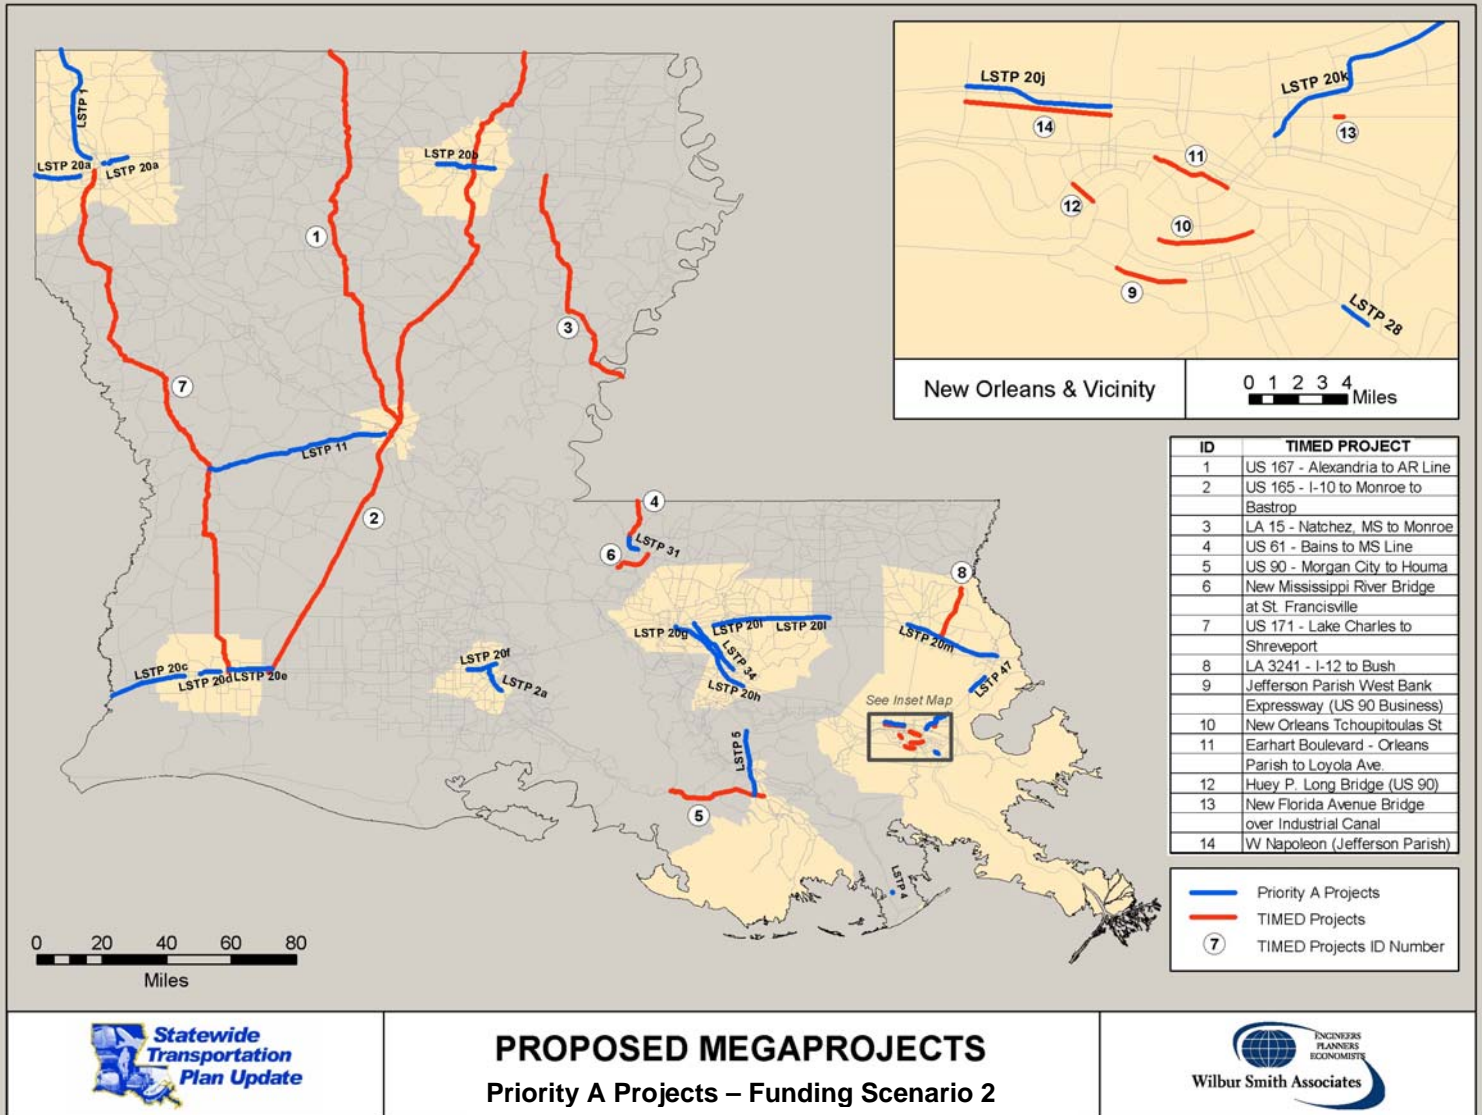 LSTP 1
LSTP 20a
LSTP 20a
LSTP 20b
1
3
7
LSTP 11
2
4
LSTP 31
6
8
LSTP 20g
LSTP 20l
LSTP 20l
LSTP 34
LSTP 20h
LSTP 20m
LSTP 47
LSTP 20c
LSTP 20d
LSTP 20e
LSTP 20f
LSTP 2a
See Inset Map
LSTP 5
5
LSTP 4
0 20 40 60 80
Miles
LSTP 20j
14
LSTP 20k
13
11
12
10
9
LSTP 28
New Orleans & Vicinity
0 1 2 3 4
Miles
ID TIMED PROJECT
1 US 167 - Alexandria to AR Line
2 US 165 - I-10 to Monroe to
Bastrop
3 LA 15 - Natchez, MS to Monroe
4 US 61 - Bains to MS Line
5 US 90 - Morgan City to Houma
6 New Mississippi River Bridge
at St. Francisville
7 US 171 - Lake Charles to
Shreveport
8 LA 3241 - I-12 to Bush
9 Jefferson Parish West Bank
Expressway (US 90 Business)
10 New Orleans Tchoupitoulas St
11 Earhart Boulevard - Orleans
Parish to Loyola Ave.
12 Huey P. Long Bridge (US 90)
13 New Florida Avenue Bridge
over Industrial Canal
14 W Napoleon (Jefferson Parish)
Priority A Projects
TIMED Projects
7 TIMED Projects ID Number
Statewide
Transportation
Plan Update
PROPOSED MEGAPROJECTS
Priority A Projects – Funding Scenario 2
ENGINEERS
PLANNERS
ECONOMISTS
Wilbur Smith Associates